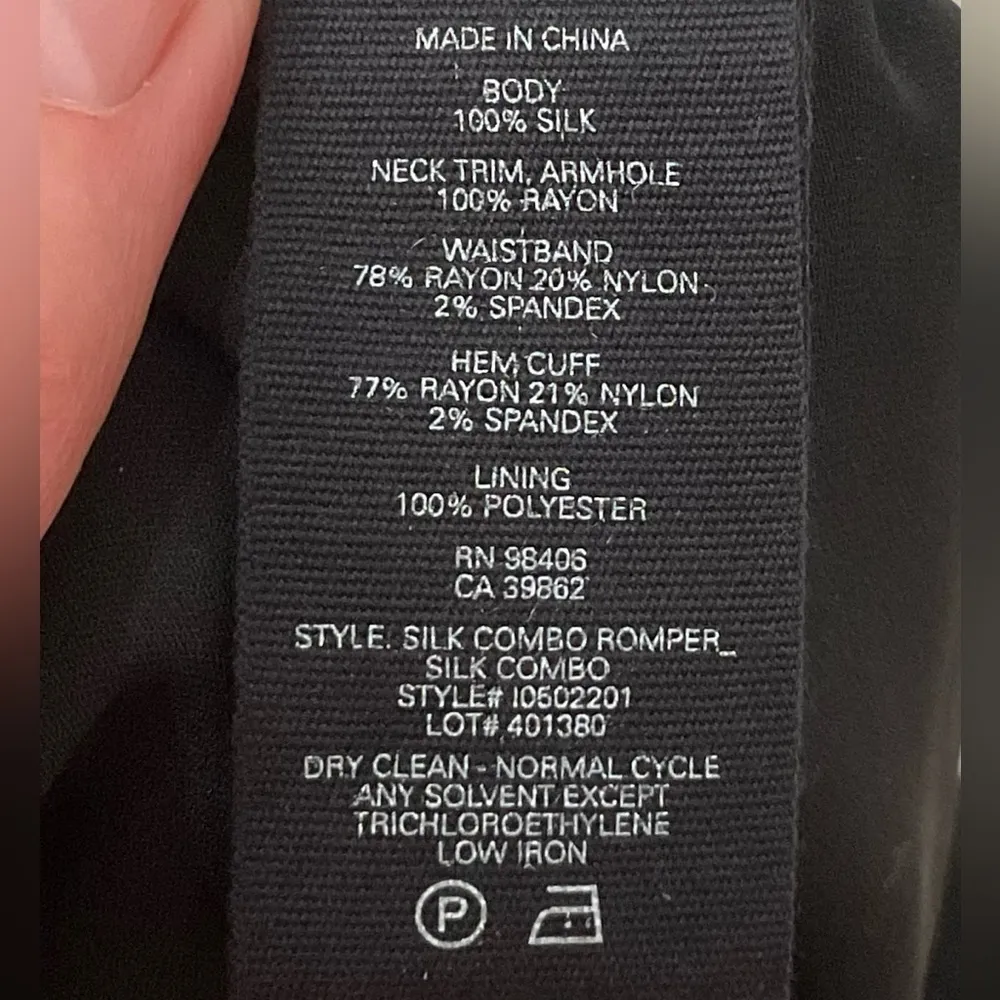 MADE IN CHINA
BODY
100% SILK
NECK TRIM, ARMHOLE
100% RAYON
WAISTBAND
78% RAYON 20% NYLON
2% SPANDEX
HEM, CUFF
77% RAYON 21% NYLON
2% SPANDEX
LINING
100% POLYESTER
RN 98406
CA 39862
STYLE. SILK COMBO ROMPER_
SILK COMBO
STYLE# I0502201
LOT# 401380
DRY CLEAN - NORMAL CYCLE
ANY SOLVENT EXCEPT
TRICHLOROETHYLENE
LOW IRON
P